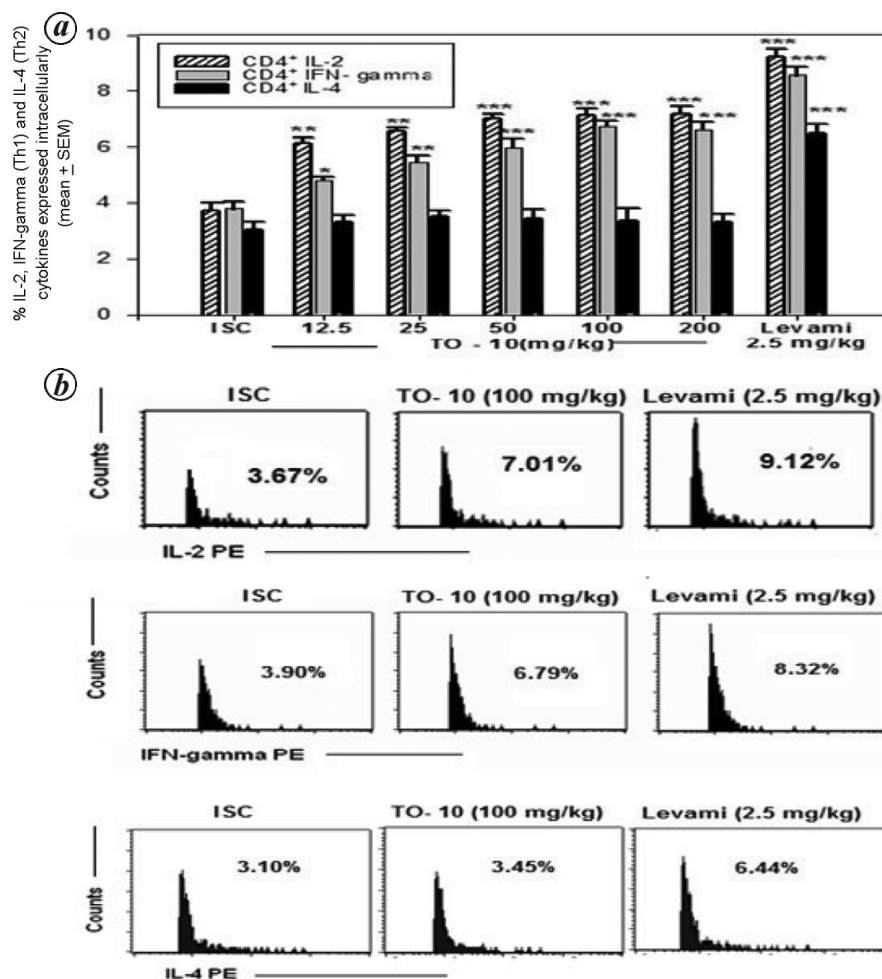 a
% IL-2, IFN-gamma (Th1) and IL-4 (Th2)
cytokines expressed intracellularly
(mean ± SEM)
10
8
6
4
2
0
CD4+ IL-2
CD4+ IFN- gamma
CD4+ IL-4
** * ** ** *** *** *** *** *** *** *** *** ***
ISC 12.5 25 50 100 200 Levami
TO - 10(mg/kg) 2.5 mg/kg
b
ISC TO- 10 (100 mg/kg) Levami (2.5 mg/kg)
Counts
3.67% 7.01% 9.12%
IL-2 PE
ISC TO- 10 (100 mg/kg) Levami (2.5 mg/kg)
Counts
3.90% 6.79% 8.32%
IFN-gamma PE
ISC TO- 10 (100 mg/kg) Levami (2.5 mg/kg)
Counts
3.10% 3.45% 6.44%
IL-4 PE